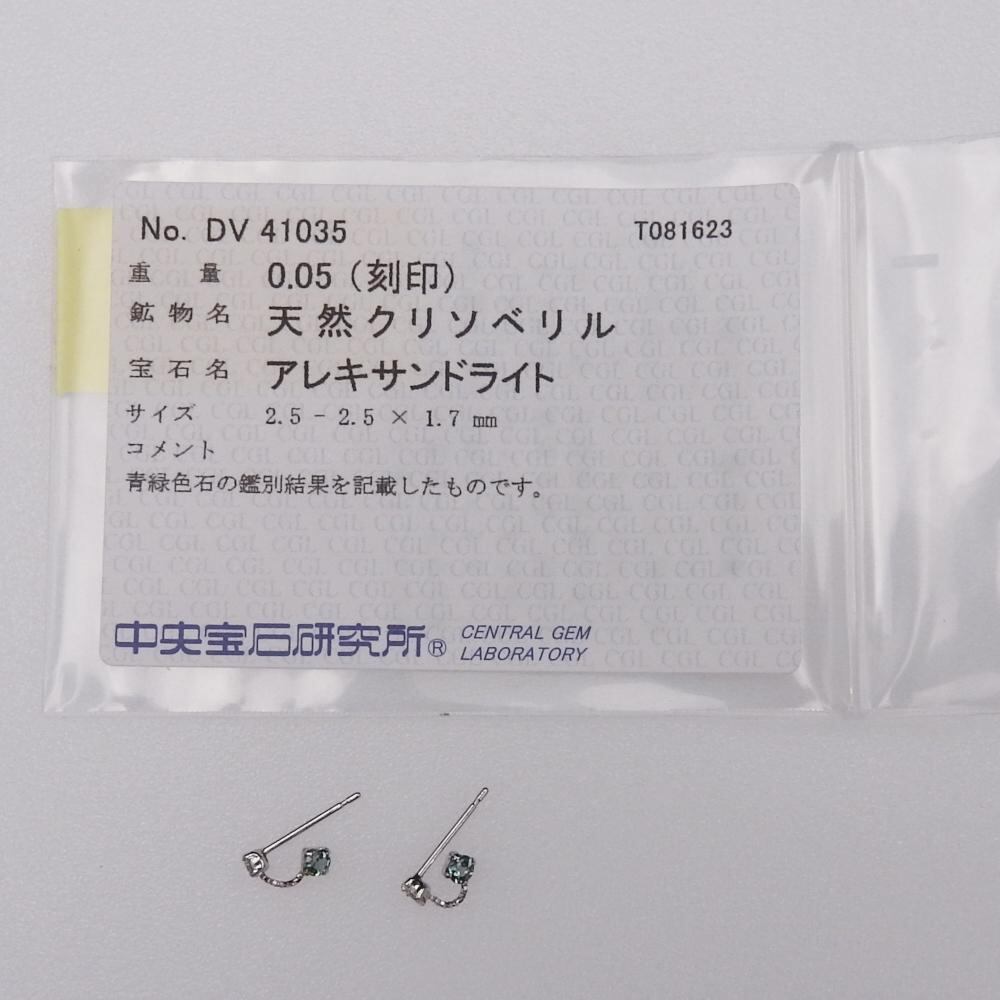 No. DV 41035 T081623
重 量 0.05（刻印）
鉱物名 天然クリソベリル
宝石名 アレキサンドライト
サイズ 2.5 - 2.5 × 1.7 mm
コメント
青緑色石の鑑別結果を記載したものです。
中央宝石研究所® CENTRAL GEM
LABORATORY